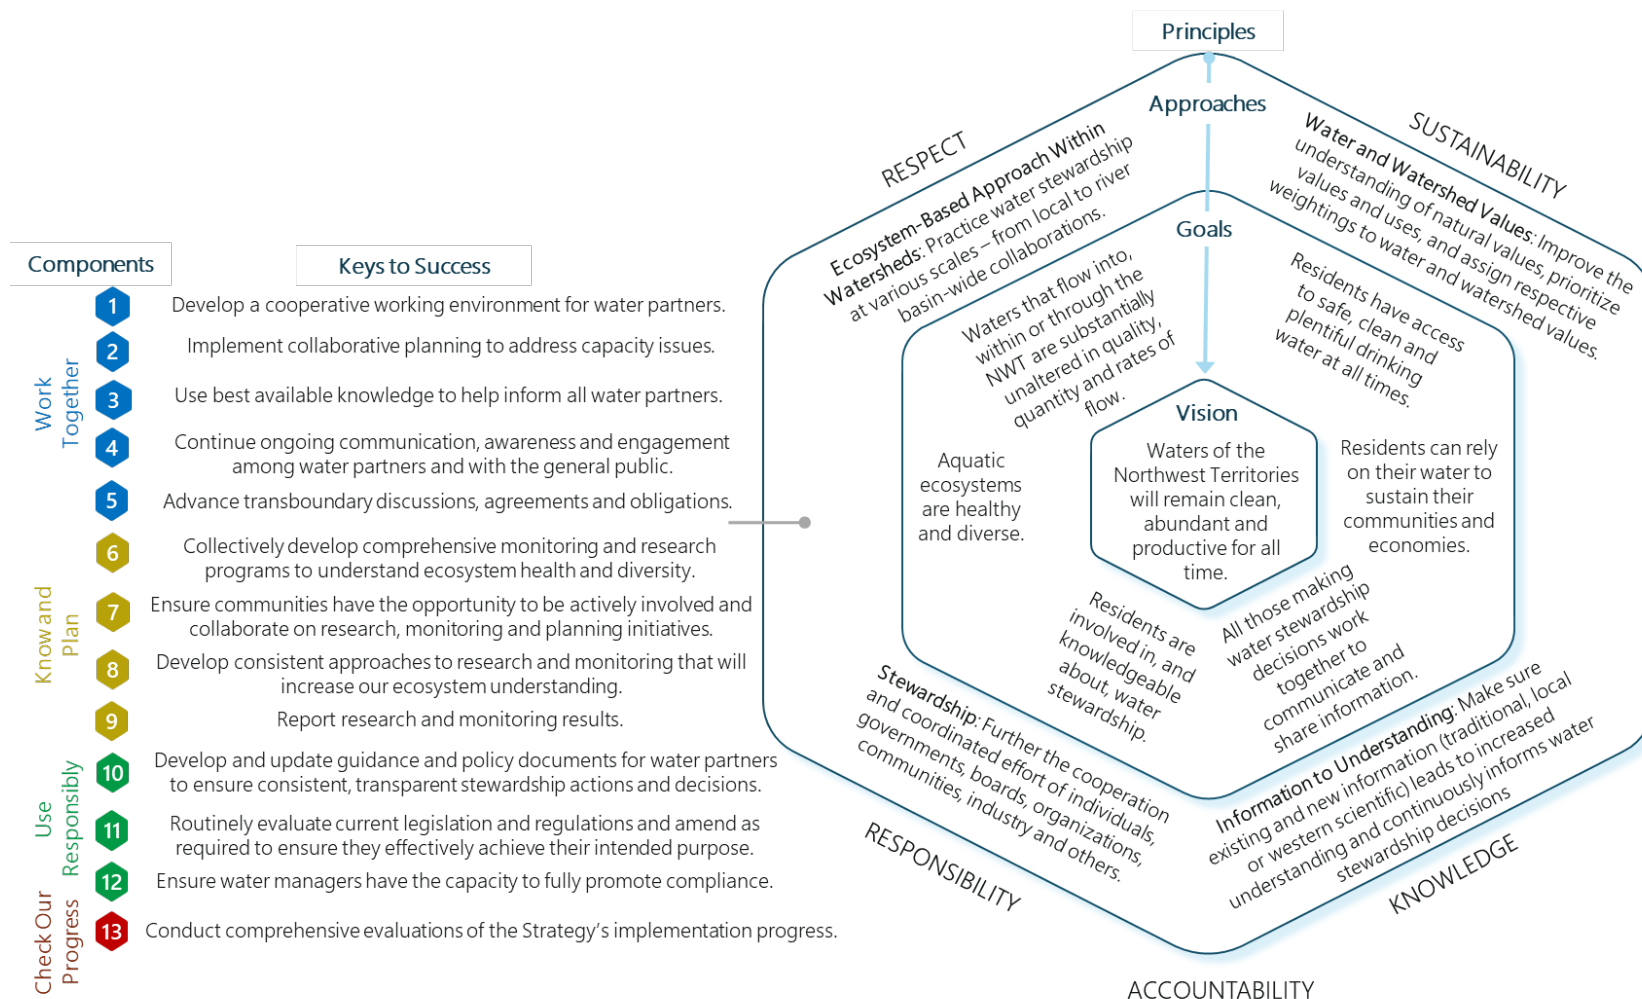 Components
Keys to Success
Work
Together
1
Develop a cooperative working environment for water partners.
2
Implement collaborative planning to address capacity issues.
3
Use best available knowledge to help inform all water partners.
4
Continue ongoing communication, awareness and engagement
among water partners and with the general public.
5
Advance transboundary discussions, agreements and obligations.
Know and
Plan
6
Collectively develop comprehensive monitoring and research
programs to understand ecosystem health and diversity.
7
Ensure communities have the opportunity to be actively involved and
collaborate on research, monitoring and planning initiatives.
8
Develop consistent approaches to research and monitoring that will
increase our ecosystem understanding.
9
Report research and monitoring results.
Use
Responsibly
10
Develop and update guidance and policy documents for water partners
to ensure consistent, transparent stewardship actions and decisions.
11
Routinely evaluate current legislation and regulations and amend as
required to ensure they effectively achieve their intended purpose.
12
Ensure water managers have the capacity to fully promote compliance.
Check Our
Progress
13
Conduct comprehensive evaluations of the Strategy's implementation progress.
Principles
RESPECT
SUSTAINABILITY
RESPONSIBILITY
KNOWLEDGE
ACCOUNTABILITY
Approaches
Ecosystem-Based Approach Within
Watersheds: Practice water stewardship
at various scales – from local to river
basin-wide collaborations.
Water and Watershed Values: Improve the
understanding of natural values, prioritize
values and uses, and assign respective
weightings to water and watershed values.
Stewardship: Further the cooperation
and coordinated effort of individuals,
governments, boards, organizations,
communities, industry and others.
Information to Understanding: Make sure
existing and new information (traditional, local
or western scientific) leads to increased
understanding and continuously informs water
stewardship decisions
Goals
Waters that flow into,
within or through the
NWT are substantially
unaltered in quality,
quantity and rates of
flow.
Residents have access
to safe, clean and
plentiful drinking
water at all times.
Aquatic
ecosystems
are healthy
and diverse.
Residents can rely
on their water to
sustain their
communities and
economies.
Residents are
involved in, and
knowledgeable
about, water
stewardship.
All those making
water stewardship
decisions work
together to
communicate and
share information.
Vision
Waters of the
Northwest Territories
will remain clean,
abundant and
productive for all
time.